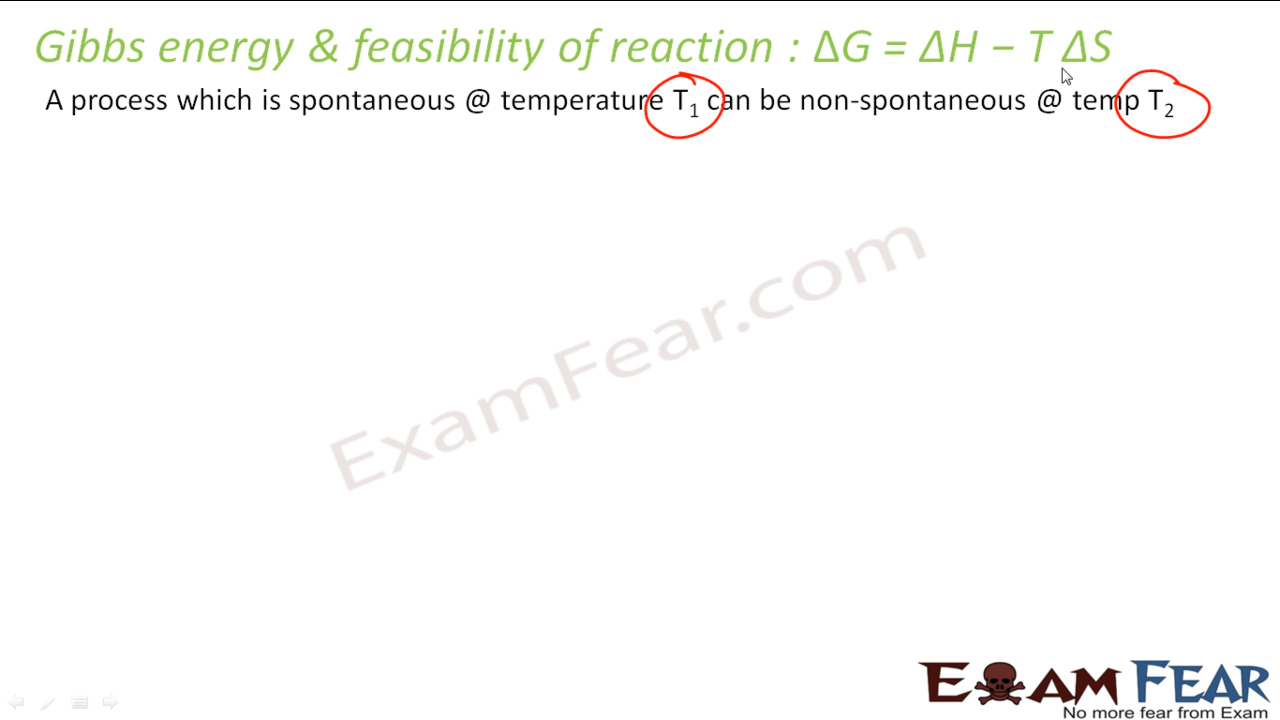 Gibbs energy & feasibility of reaction : ΔG = ΔH – T ΔS
A process which is spontaneous @ temperature T₁ can be non-spontaneous @ temp T₂
ExamFear.com
EXAM FEAR
No more fear from Exam